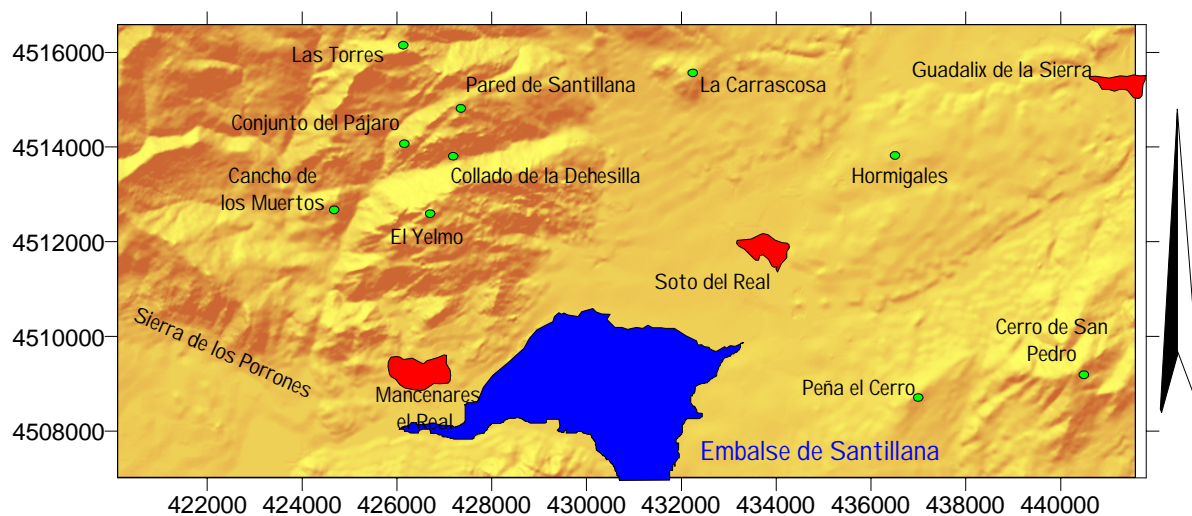 4516000
Las Torres
Pared de Santillana
La Carrascosa
Guadalix de la Sierra
4514000
Conjunto del Pájaro
Cancho de
los Muertos
Collado de la Dehesilla
Hormigales
4512000
El Yelmo
Soto del Real
4510000
Sierra de los Porrones
Cerro de San
Pedro
Mancenares
el Real
Peña el Cerro
4508000
Embalse de Santillana
422000 424000 426000 428000 430000 432000 434000 436000 438000 440000